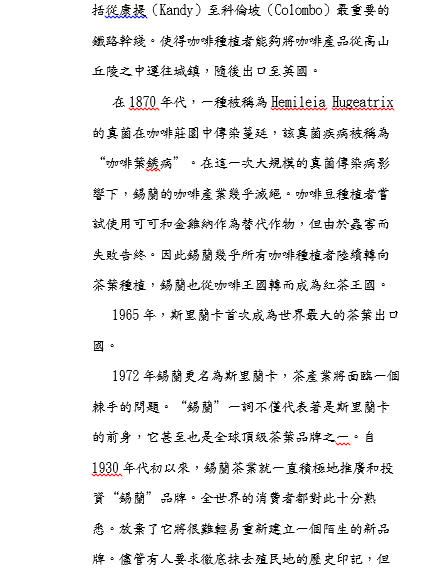 括從康提（Kandy）至科倫坡（Colombo）最重要的
鐵路幹綫。使得咖啡種植者能夠將咖啡產品從高山
丘陵之中運往城鎮，隨後出口至英國。
在 1870 年代，一種被稱為 Hemileia Hugeatrix
的真菌在咖啡莊園中傳染蔓延，該真菌疾病被稱為
“咖啡葉銹病”。在這一次大規模的真菌傳染病影
響下，錫蘭的咖啡產業幾乎滅絕。咖啡豆種植者嘗
試使用可可和金雞納作為替代作物，但由於蟲害而
失敗告終。因此錫蘭幾乎所有咖啡種植者陸續轉向
茶葉種植，錫蘭也從咖啡王國轉而成為紅茶王國。
1965 年，斯里蘭卡首次成為世界最大的茶葉出口
國。
1972 年錫蘭更名為斯里蘭卡，茶產業將面臨一個
棘手的問題。“錫蘭”一詞不僅代表著是斯里蘭卡
的前身，它甚至也是全球頂級茶葉品牌之一。自
1930 年代初以來，錫蘭茶業就一直積極地推廣和投
資“錫蘭”品牌。全世界的消費者都對此十分熟
悉。放棄了它將很難輕易重新建立一個陌生的新品
牌。儘管有人要求徹底抹去殖民地的歷史印記，但